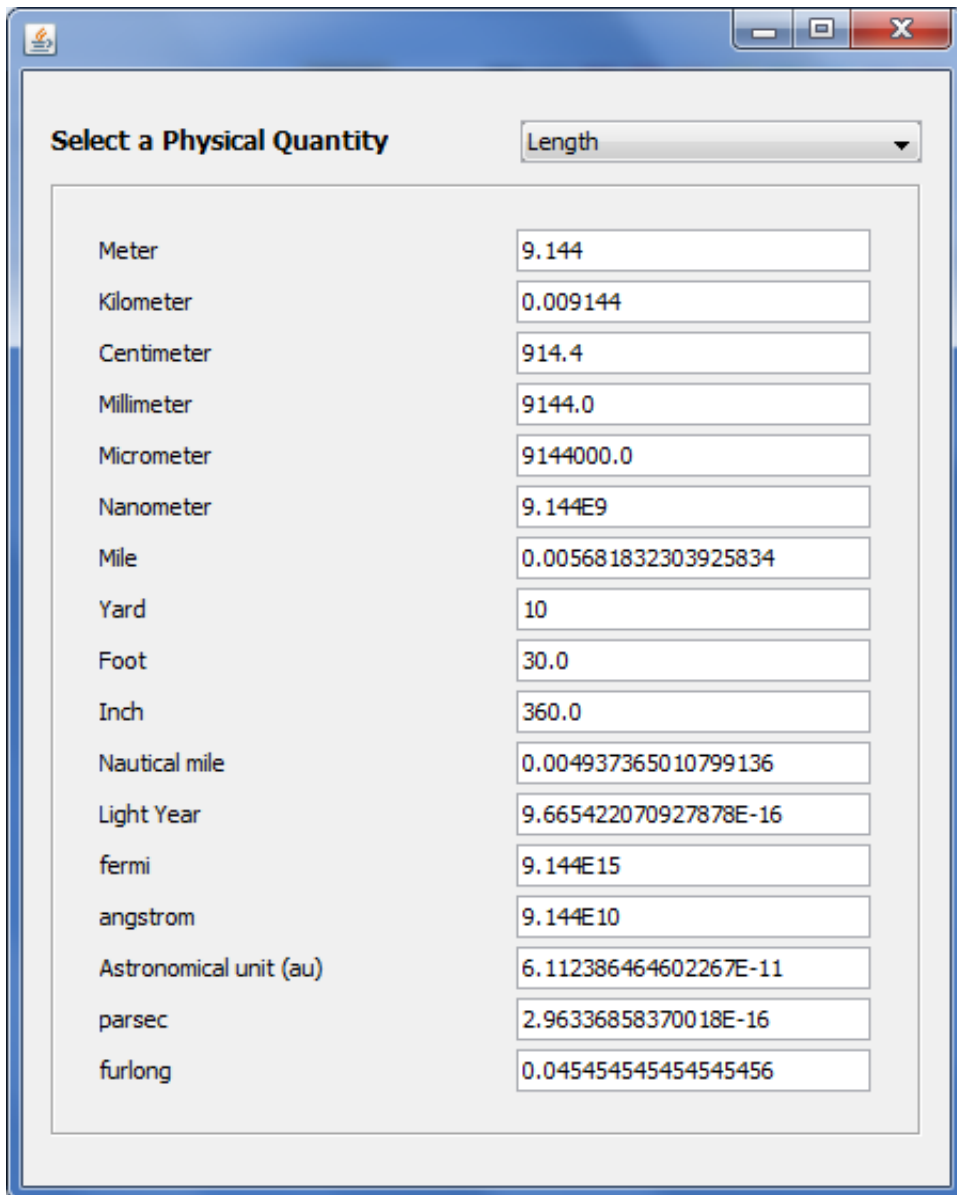 Select a Physical Quantity Length
Meter 9.144
Kilometer 0.009144
Centimeter 914.4
Millimeter 9144.0
Micrometer 9144000.0
Nanometer 9.144E9
Mile 0.005681832303925834
Yard 10
Foot 30.0
Inch 360.0
Nautical mile 0.004937365010799136
Light Year 9.665422070927878E-16
fermi 9.144E15
angstrom 9.144E10
Astronomical unit (au) 6.112386464602267E-11
parsec 2.96336858370018E-16
furlong 0.045454545454545456